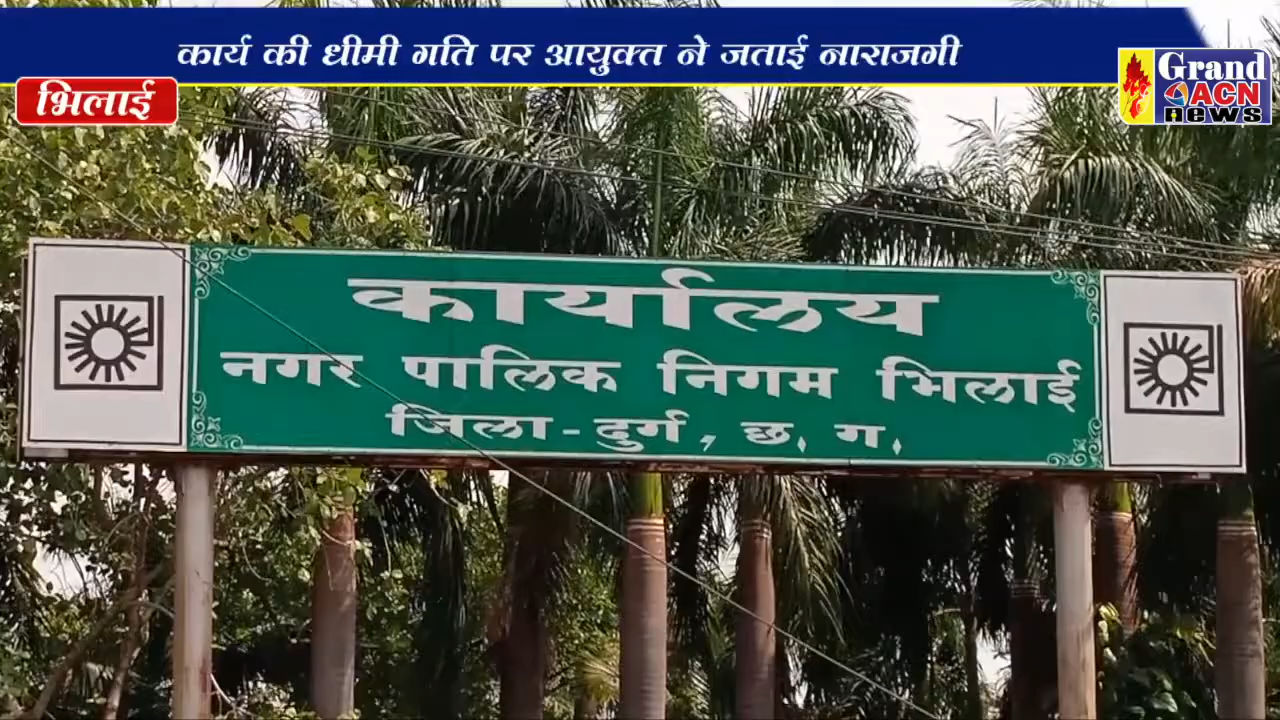 कार्य की धीमी गति पर आयुक्त ने जताई नाराजगी
भिलाई
Grand
ACN
news
कार्यालय
नगर पालिक निगम भिलाई
जिला - दुर्ग, छ. ग.